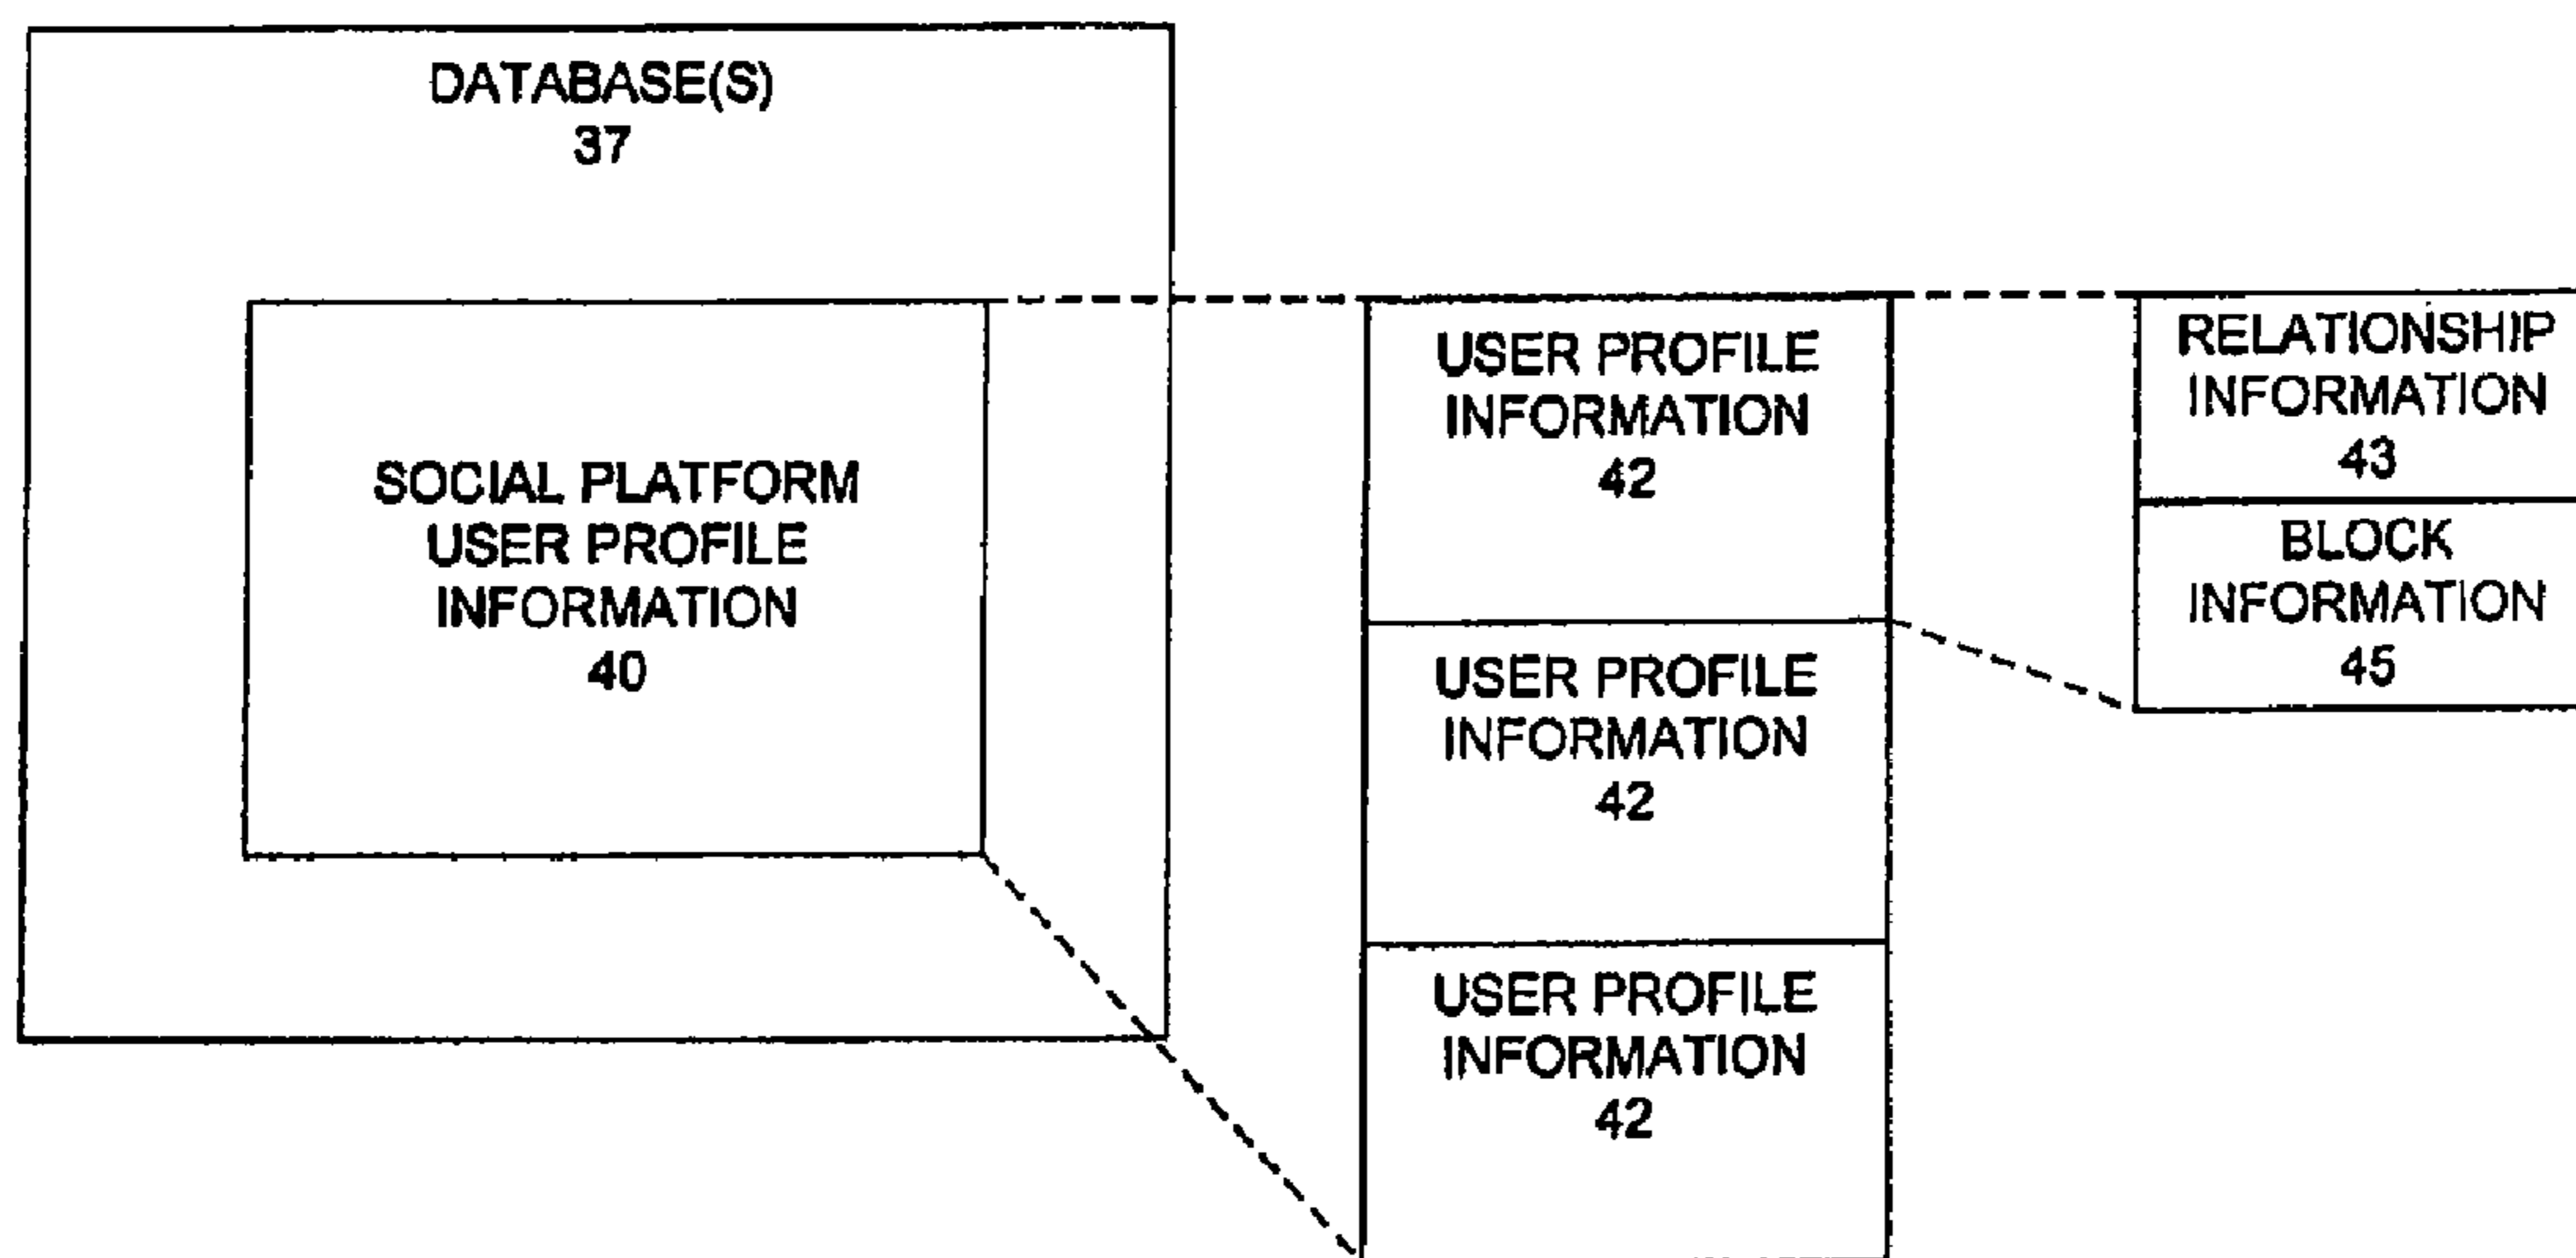 DATABASE(S)
37
SOCIAL PLATFORM
USER PROFILE
INFORMATION
40
USER PROFILE
INFORMATION
42
USER PROFILE
INFORMATION
42
USER PROFILE
INFORMATION
42
RELATIONSHIP
INFORMATION
43
BLOCK
INFORMATION
45